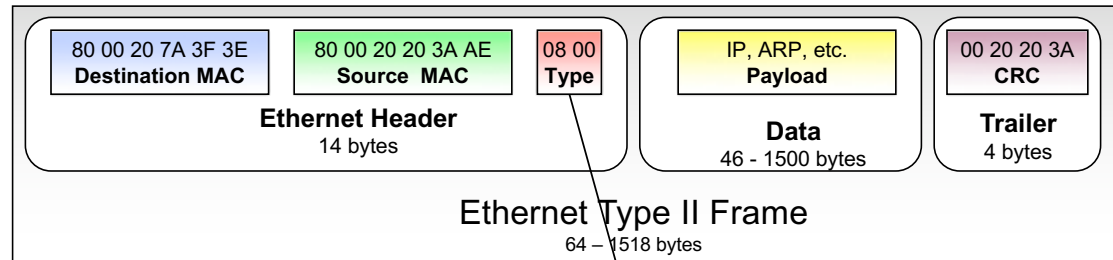 80 00 20 7A 3F 3E
Destination MAC
80 00 20 20 3A AE
Source MAC
08 00
Type
Ethernet Header
14 bytes
IP, ARP, etc.
Payload
Data
46 - 1500 bytes
00 20 20 3A
CRC
Trailer
4 bytes
Ethernet Type II Frame
64 – 1518 bytes